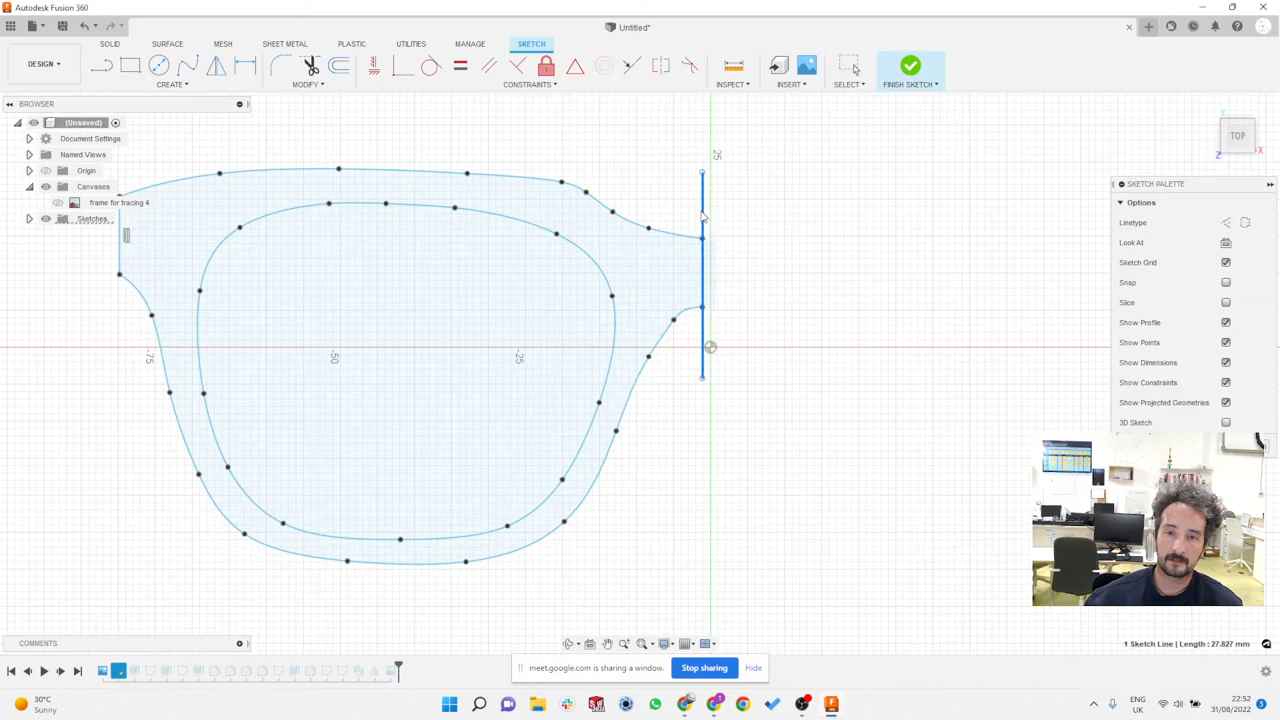 Autodesk Fusion 360
Untitled*
DESIGN
SOLID SURFACE MESH SHEET METAL PLASTIC UTILITIES MANAGE SKETCH
CREATE MODIFY CONSTRAINTS INSPECT INSERT SELECT FINISH SKETCH
BROWSER
(Unsaved)
Document Settings
Named Views
Origin
Canvases
frame for tracing 4
Sketches
25
-75
-50
-25
Y
TOP
Z
-X
SKETCH PALETTE
Options
Linetype
Look At
Sketch Grid
Snap
Slice
Show Profile
Show Points
Show Dimensions
Show Constraints
Show Projected Geometries
3D Sketch
COMMENTS
1 Sketch Line | Length : 27.827 mm
meet.google.com is sharing a window.
Stop sharing
Hide
30°C
Sunny
ENG
UK
22:52
31/08/2022
3